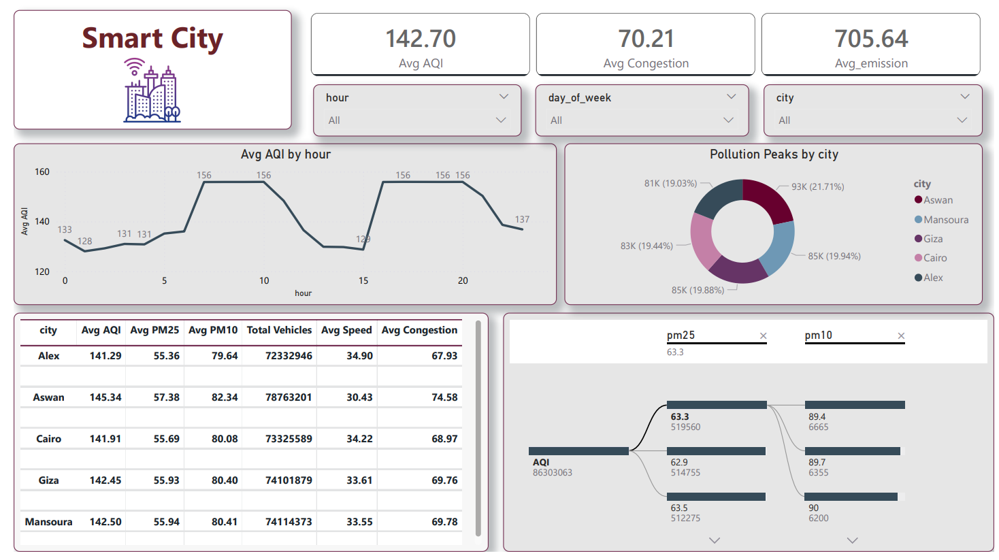 Smart City
142.70
Avg AQI
70.21
Avg Congestion
705.64
Avg_emission
hour
All
day_of_week
All
city
All
Avg AQI by hour
160
140
120
Avg AQI
133
128
131
131
156
156
129
156
156
156
137
0
5
10
15
20
hour
Pollution Peaks by city
81K (19.03%)
93K (21.71%)
83K (19.44%)
85K (19.94%)
85K (19.88%)
city
Aswan
Mansoura
Giza
Cairo
Alex
city Avg AQI Avg PM25 Avg PM10 Total Vehicles Avg Speed Avg Congestion
Alex 141.29 55.36 79.64 72332946 34.90 67.93
Aswan 145.34 57.38 82.34 78763201 30.43 74.58
Cairo 141.91 55.69 80.08 73325589 34.22 68.97
Giza 142.45 55.93 80.40 74101879 33.61 69.76
Mansoura 142.50 55.94 80.41 74114373 33.55 69.78
pm25
63.3
pm10
AQI
86303063
63.3
519560
62.9
514755
63.5
512275
89.4
6665
89.7
6355
90
6200